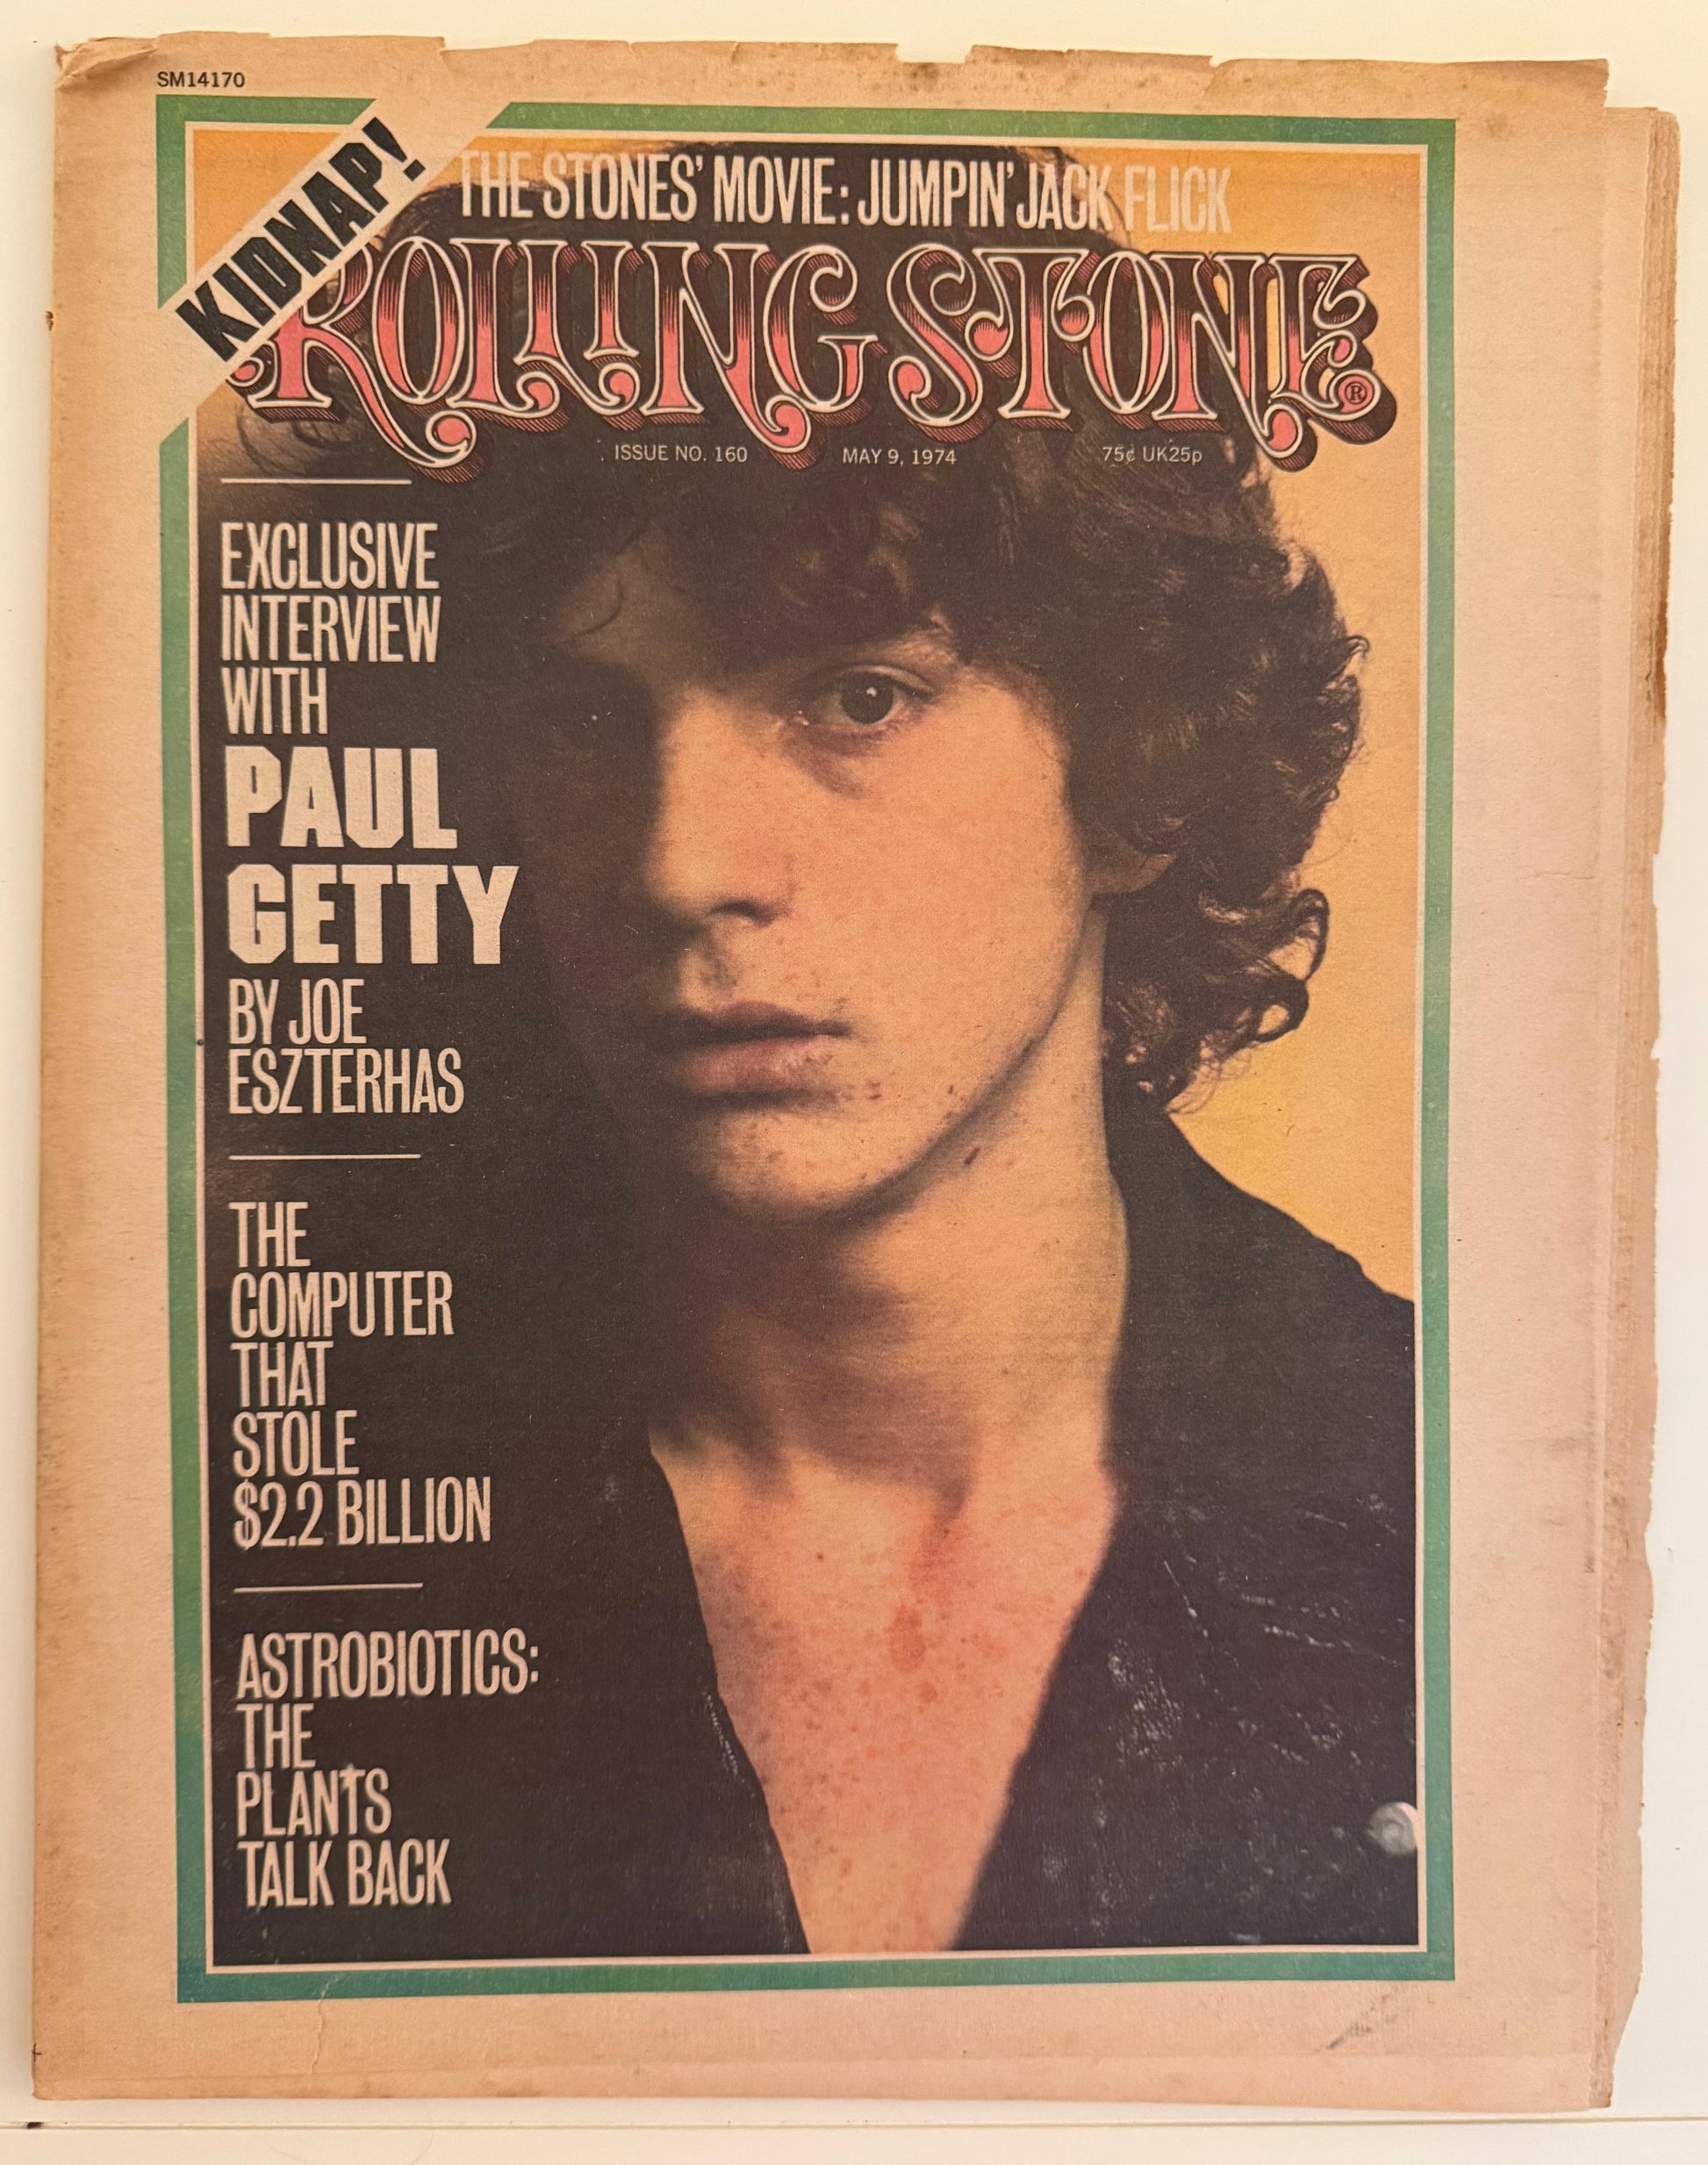 SM14170
KIDNAP!
THE STONES' MOVIE: JUMPIN' JACK FLICK
ROLLING STONE®
ISSUE NO. 160 MAY 9, 1974 75¢ UK25p
EXCLUSIVE
INTERVIEW
WITH
PAUL
GETTY
BY JOE
ESZTERHAS
THE
COMPUTER
THAT
STOLE
$2.2 BILLION
ASTROBIOTICS:
THE
PLANTS
TALK BACK